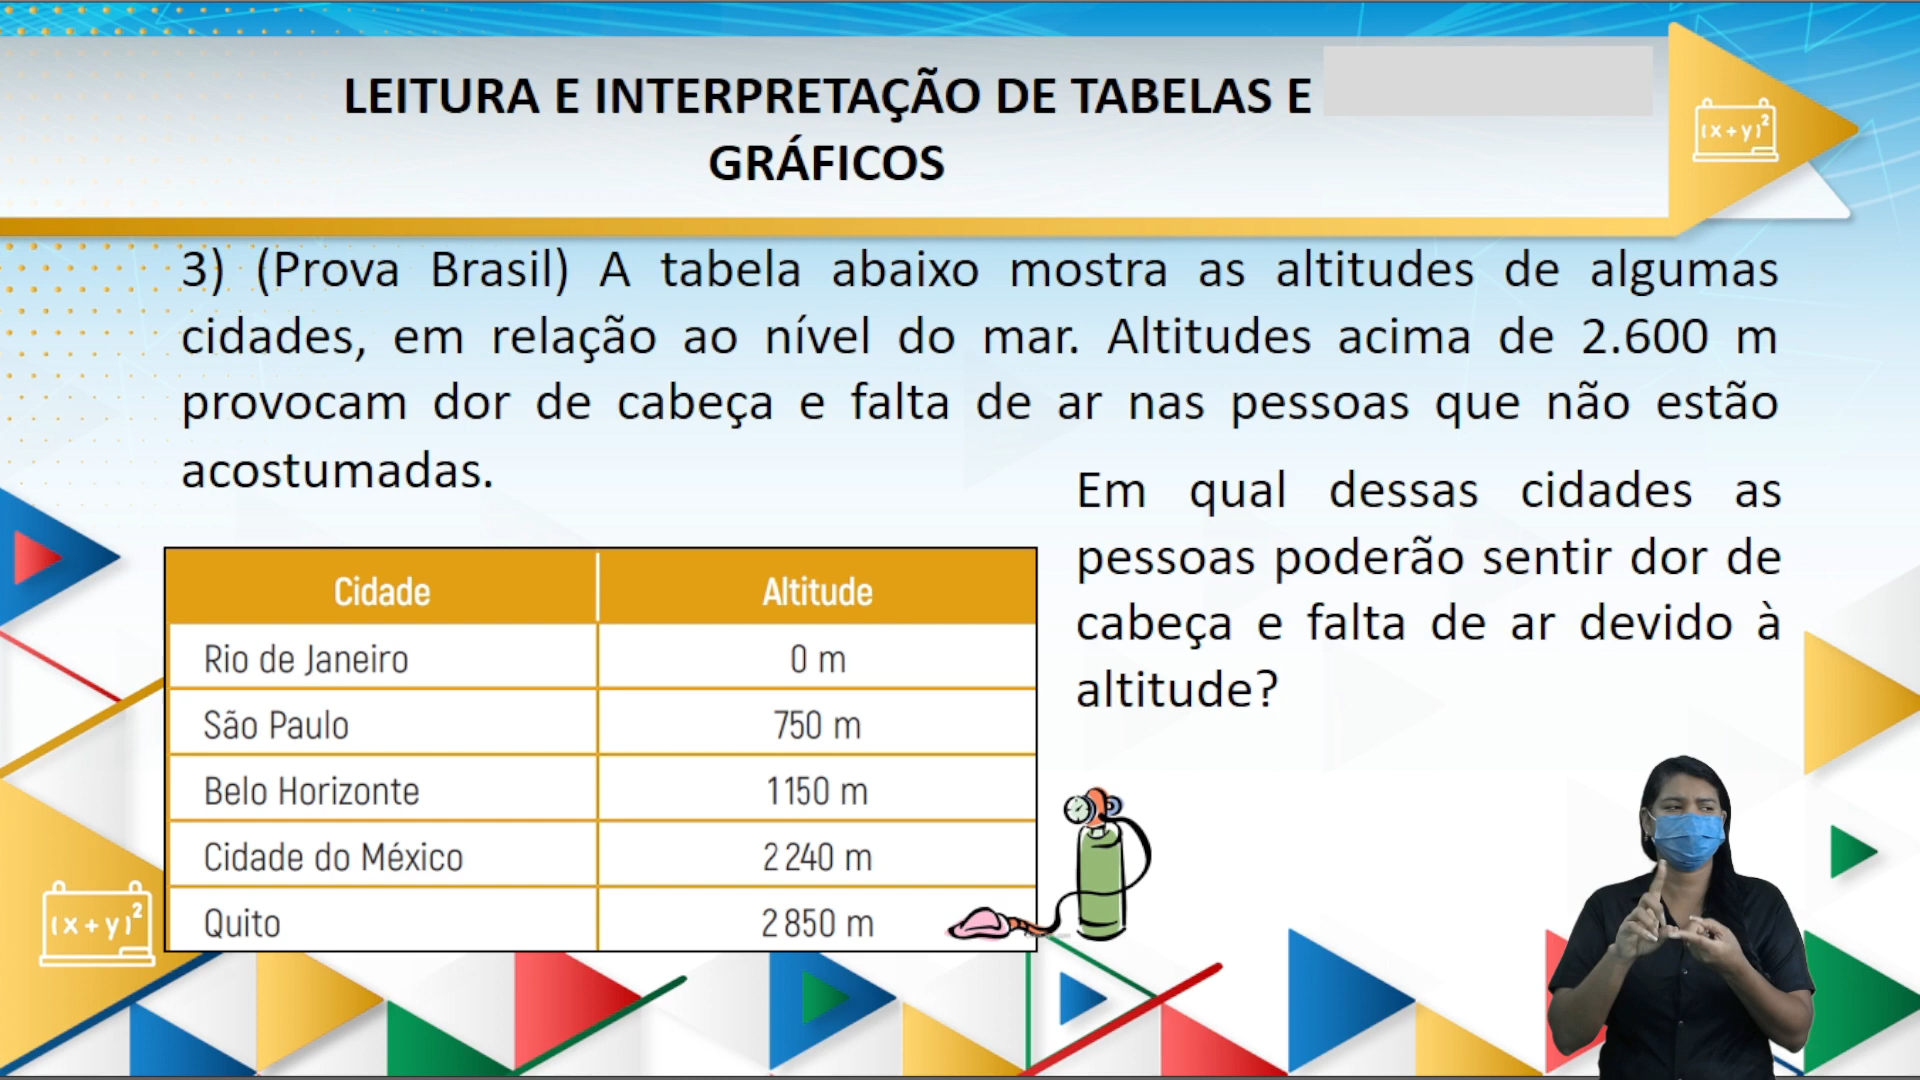 LEITURA E INTERPRETAÇÃO DE TABELAS E
GRÁFICOS
(x+y)²
3) (Prova Brasil) A tabela abaixo mostra as altitudes de algumas
cidades, em relação ao nível do mar. Altitudes acima de 2.600 m
provocam dor de cabeça e falta de ar nas pessoas que não estão
acostumadas.
Em qual dessas cidades as
pessoas poderão sentir dor de
cabeça e falta de ar devido à
altitude?
Cidade Altitude
Rio de Janeiro 0 m
São Paulo 750 m
Belo Horizonte 1150 m
Cidade do México 2 240 m
Quito 2 850 m
(x+y)²